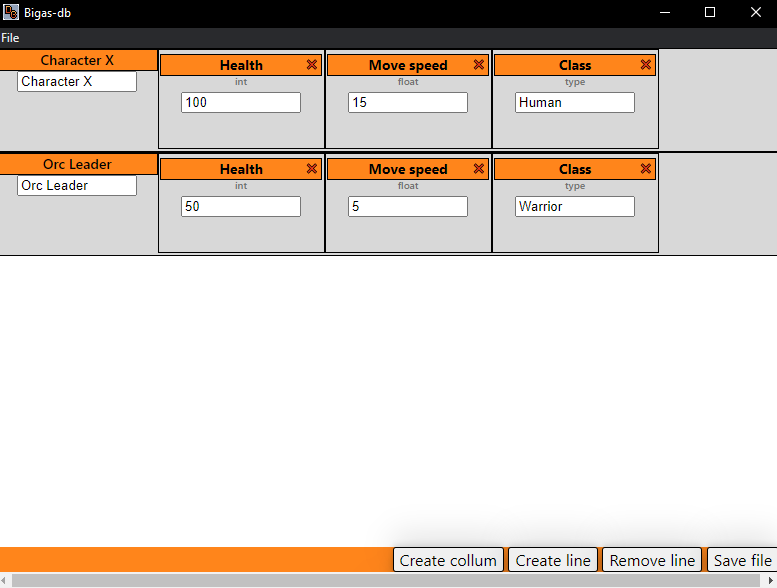 Bigas-db
File
Character X Health Move speed Class
int float type
Character X 100 15 Human
Orc Leader Health Move speed Class
int float type
Orc Leader 50 5 Warrior
Create collum Create line Remove line Save file